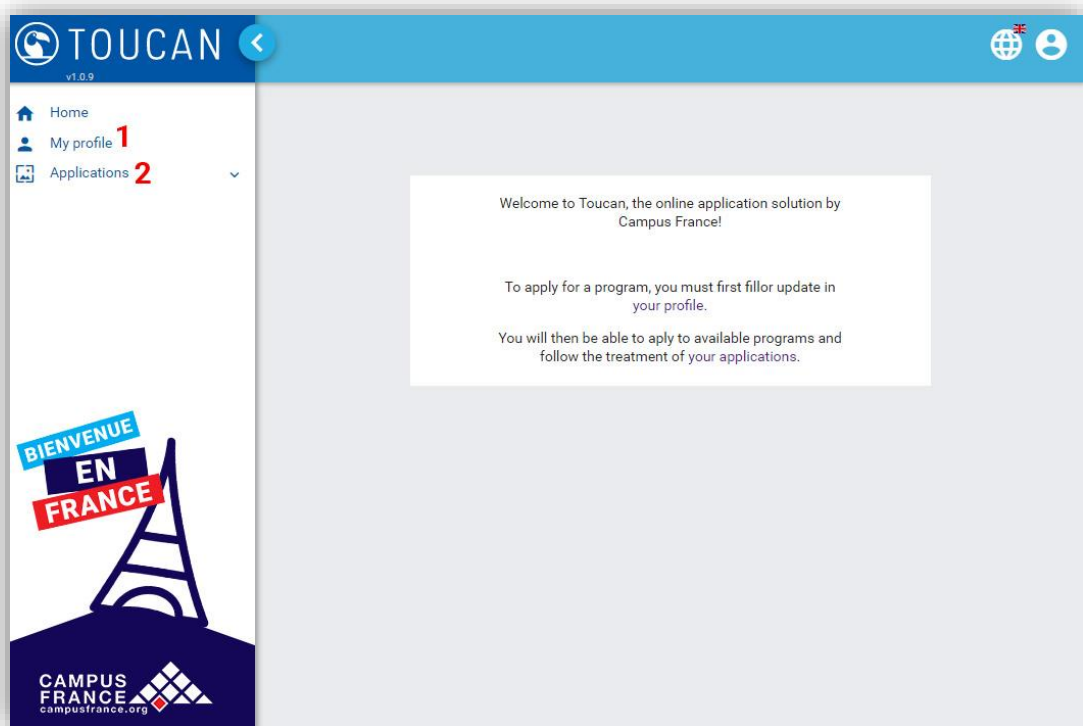 TOUCAN
v1.0.9
Home
My profile 1
Applications 2
Welcome to Toucan, the online application solution by
Campus France!
To apply for a program, you must first fillor update in
your profile.
You will then be able to aply to available programs and
follow the treatment of your applications.
BIENVENUE
EN
FRANCE
CAMPUS
FRANCE
campusfrance.org